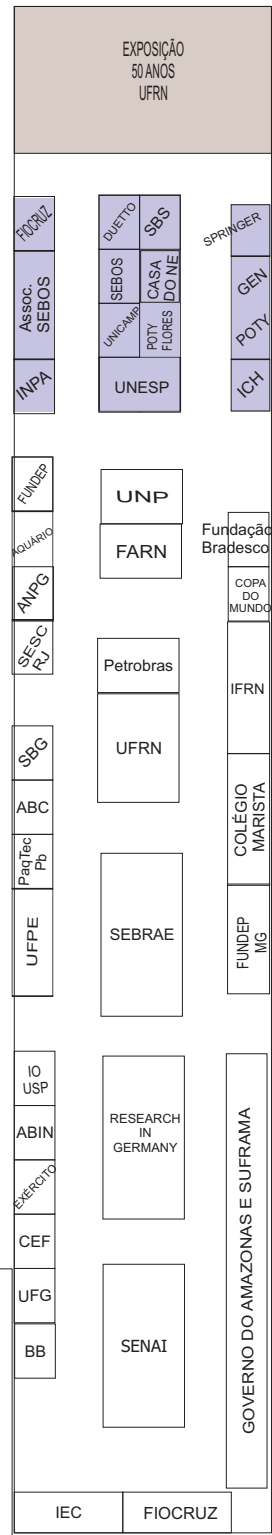 EXPOSIÇÃO
50 ANOS
UFRN
FIOCRUZ
DUETTO
SBS
SPRINGER
Assoc.
SEBOS
SEBOS
CASA
DO NE
GEN
UNICAMP
POTY
FLORES
POTY
INPA
UNESP
ICH
FUNDEP
UNP
AQUÁRIO
FARN
Fundação
Bradesco
ANPG
COPA
DO
MUNDO
SESC
RJ
Petrobras
IFRN
UFRN
SBG
ABC
COLÉGIO
MARISTA
PaqTec
Pb
SEBRAE
UFPE
FUNDEP
MG
IO
USP
RESEARCH
IN
GERMANY
ABIN
EXÉRCITO
CEF
GOVERNO DO AMAZONAS E SUFRAMA
UFG
SENAI
BB
IEC
FIOCRUZ